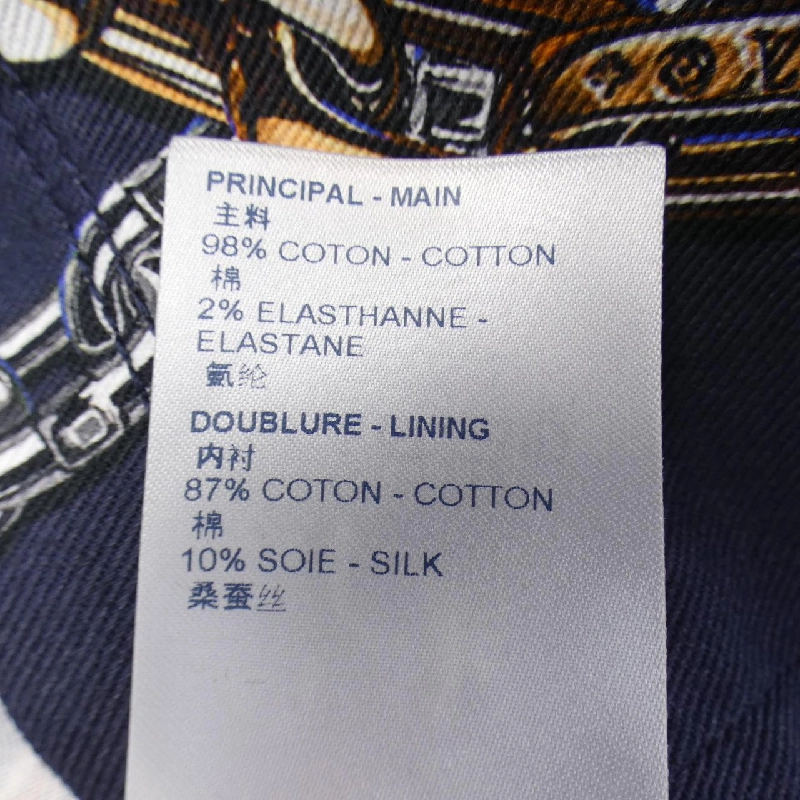 PRINCIPAL - MAIN
主料
98% COTON - COTTON
棉
2% ELASTHANNE -
ELASTANE
氨纶
DOUBLURE - LINING
内衬
87% COTON - COTTON
棉
10% SOIE - SILK
桑蚕丝